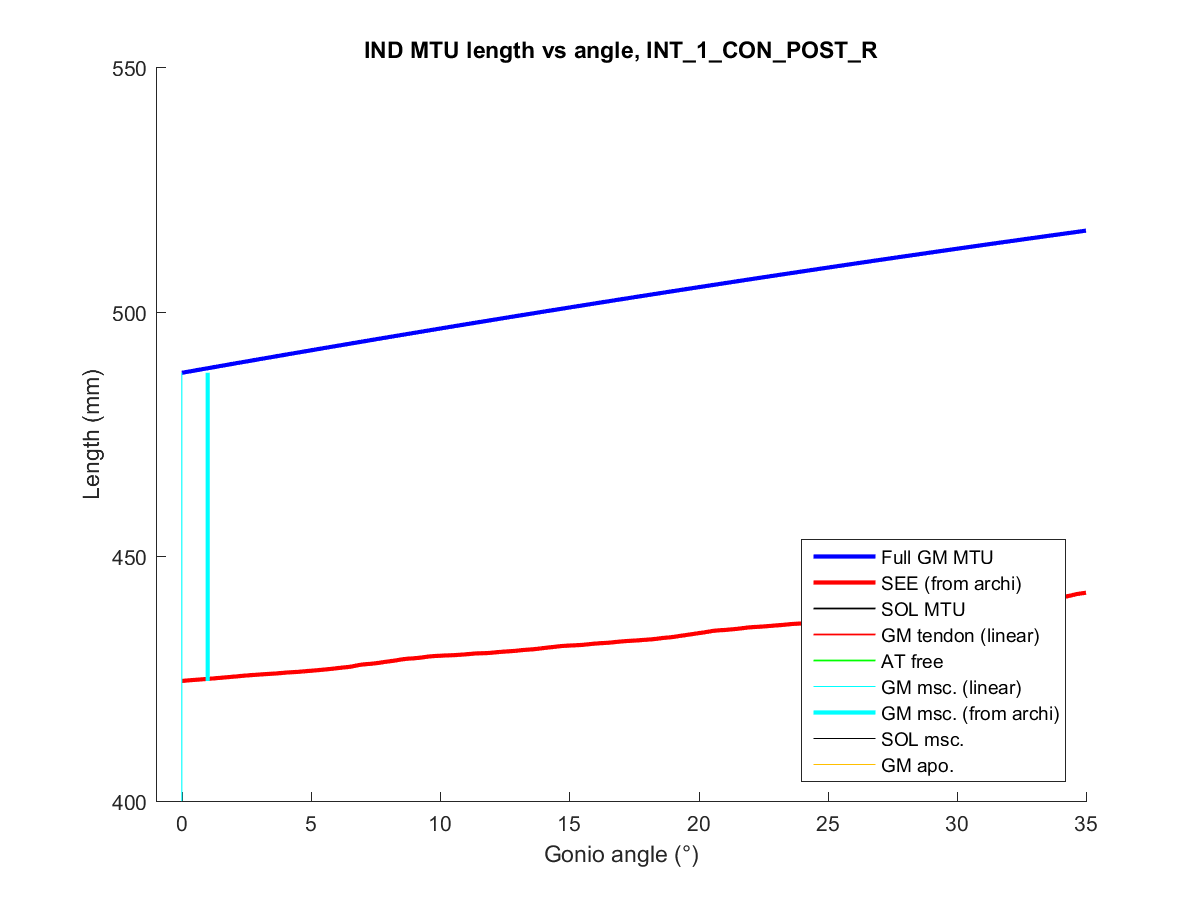 IND MTU length vs angle, INT_1_CON_POST_R
550
500
450
400
Length (mm)
0 5 10 15 20 25 30 35
Gonio angle (°)
Full GM MTU
SEE (from archi)
SOL MTU
GM tendon (linear)
AT free
GM msc. (linear)
GM msc. (from archi)
SOL msc.
GM apo.